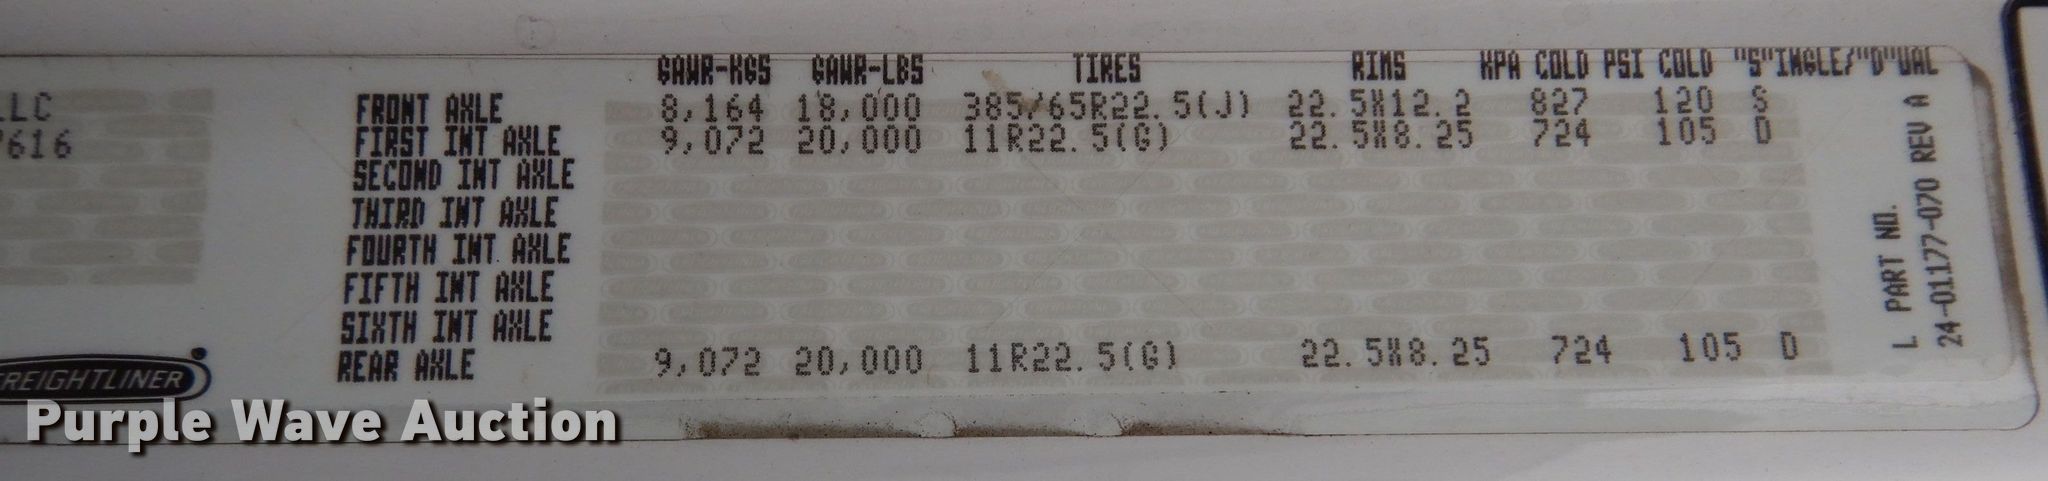 GAWR-KGS GAWR-LBS TIRES RIMS KPA COLD PSI COLD "S"INGLE/"D"UAL
LLC FRONT AXLE 8,164 18,000 385/65R22.5(J) 22.5X12.2 827 120 S
7616 FIRST INT AXLE 9,072 20,000 11R22.5(G) 22.5X8.25 724 105 D
SECOND INT AXLE
THIRD INT AXLE
FOURTH INT AXLE
FIFTH INT AXLE
SIXTH INT AXLE
REAR AXLE 9,072 20,000 11R22.5(G) 22.5X8.25 724 105 D
L PART NO.
24-01177-070 REV A
FREIGHTLINER
Purple Wave Auction